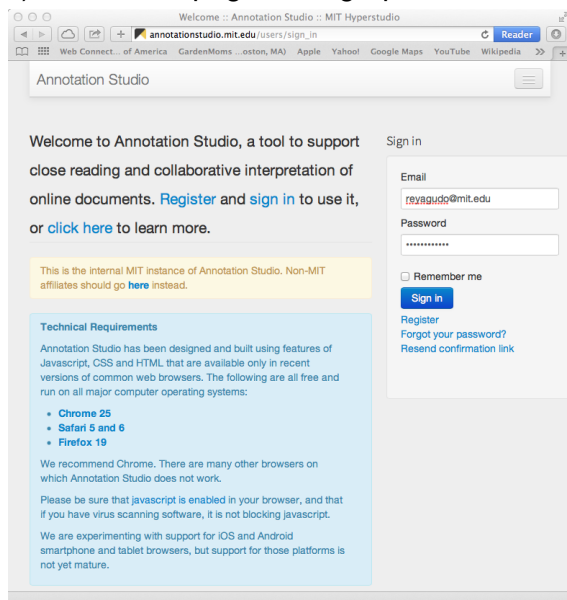 Welcome :: Annotation Studio :: MIT Hyperstudio
annotationstudio.mit.edu/users/sign_in
Reader
Web Connect... of America GardenMoms ...oston, MA) Apple Yahoo! Google Maps YouTube Wikipedia
Annotation Studio
Welcome to Annotation Studio, a tool to support
close reading and collaborative interpretation of
online documents. Register and sign in to use it,
or click here to learn more.
This is the internal MIT instance of Annotation Studio. Non-MIT
affiliates should go here instead.
Technical Requirements
Annotation Studio has been designed and built using features of
Javascript, CSS and HTML that are available only in recent
versions of common web browsers. The following are all free and
run on all major computer operating systems:
• Chrome 25
• Safari 5 and 6
• Firefox 19
We recommend Chrome. There are many other browsers on
which Annotation Studio does not work.
Please be sure that javascript is enabled in your browser, and that
if you have virus scanning software, it is not blocking javascript.
We are experimenting with support for iOS and Android
smartphone and tablet browsers, but support for those platforms is
not yet mature.
Sign in
Email
reyagudo@mit.edu
Password
••••••••••••
Remember me
Sign in
Register
Forgot your password?
Resend confirmation link